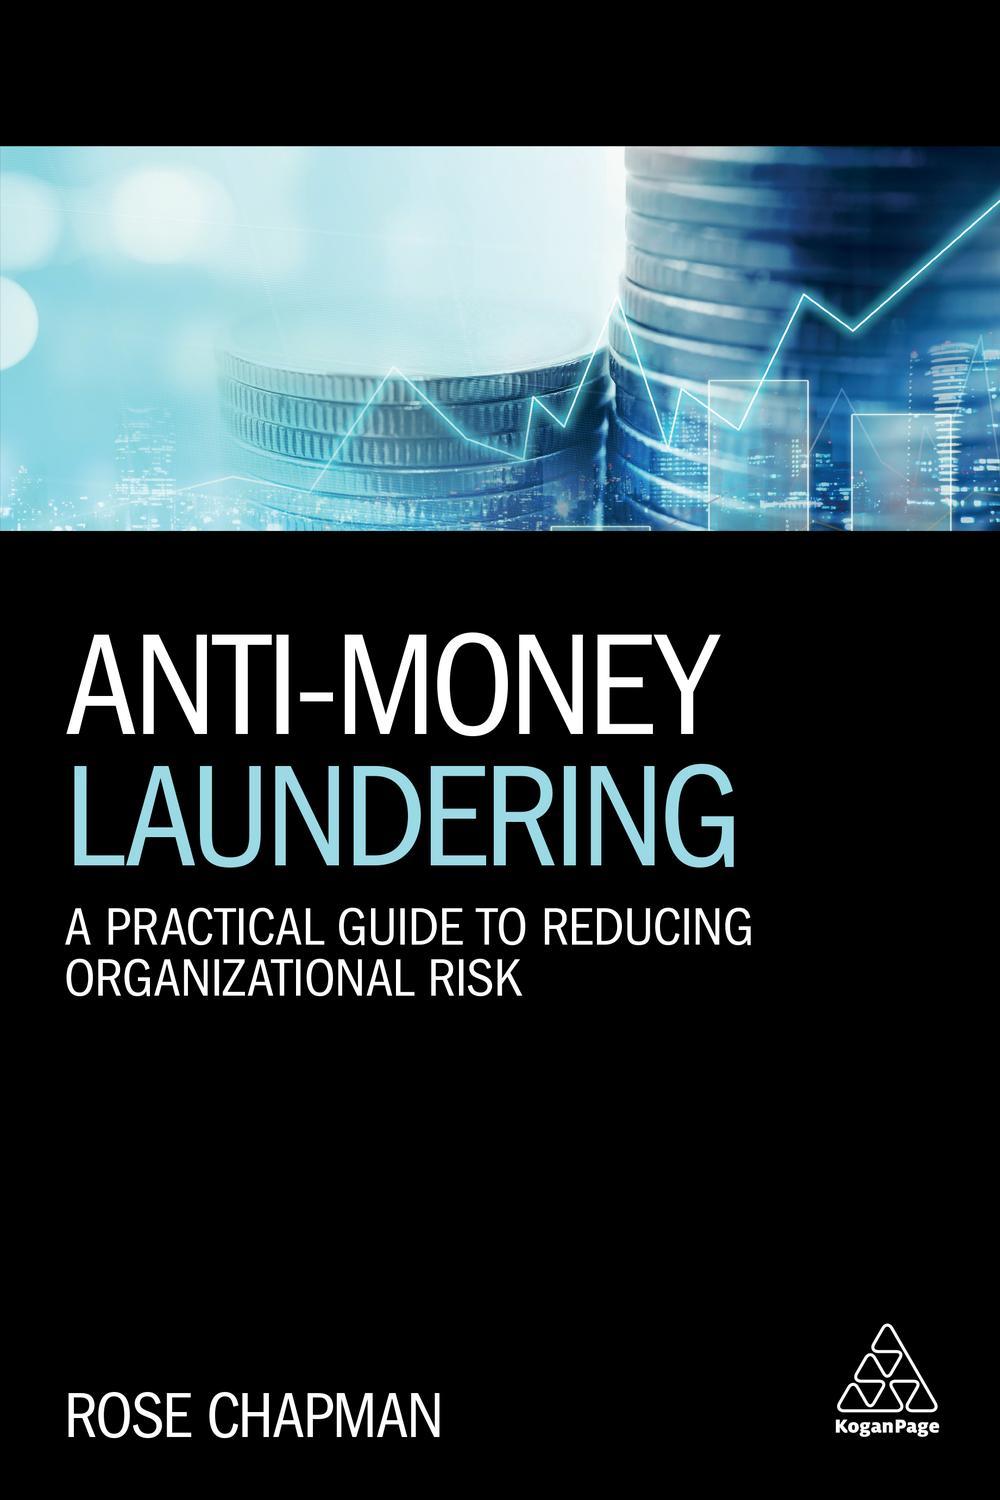 ANTI-MONEY
LAUNDERING
A PRACTICAL GUIDE TO REDUCING
ORGANIZATIONAL RISK
ROSE CHAPMAN
KoganPage